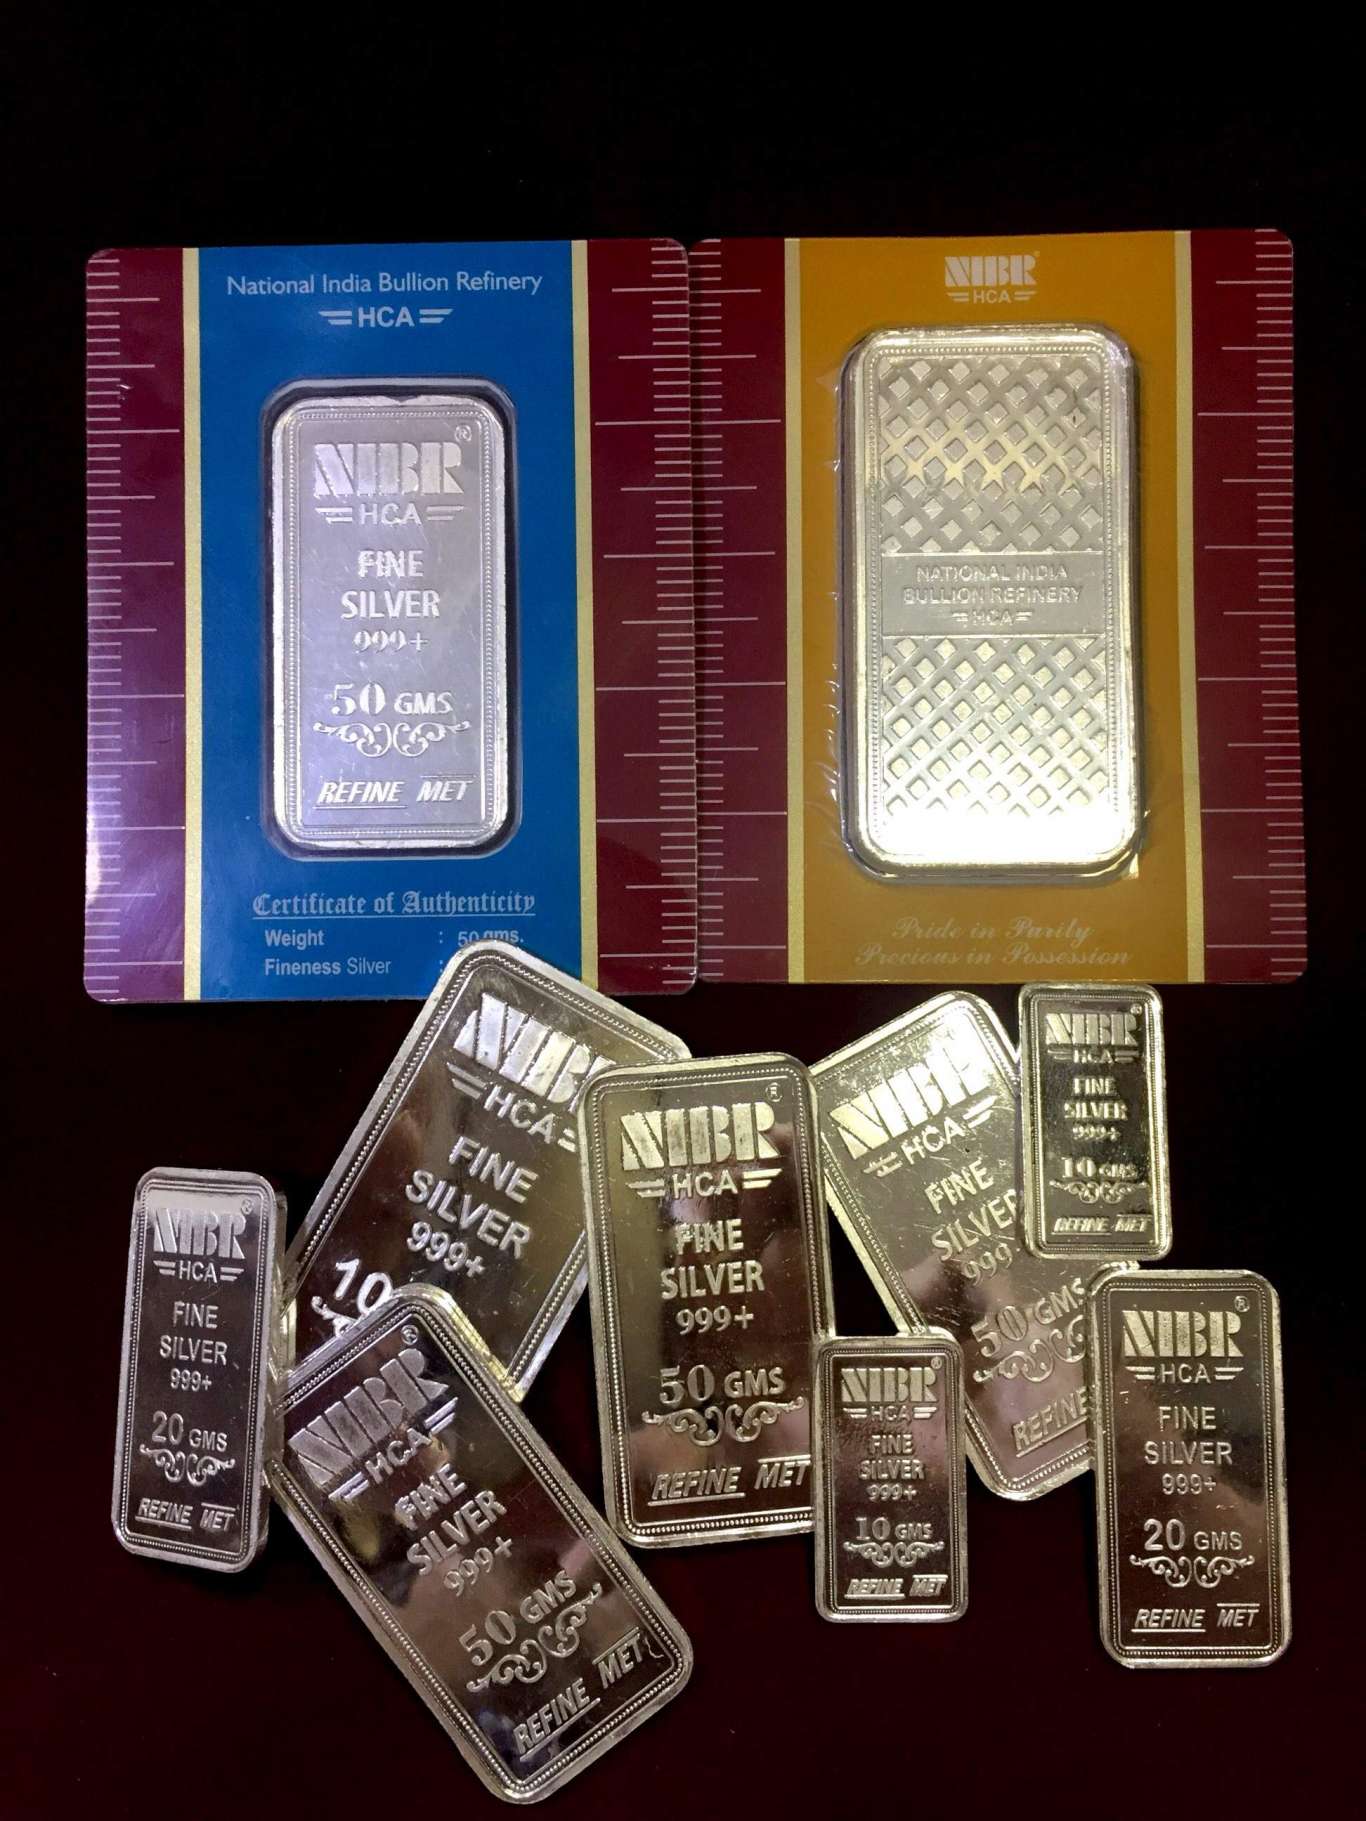 National India Bullion Refinery
HCA
NIBR®
HCA
FINE
SILVER
999+
50 GMS
REFINE MET
Certificate of Authenticity
Weight : 50 gms.
Fineness Silver :
NIBR®
HCA
NATIONAL INDIA
BULLION REFINERY
HCA
Pride in Purity
Precious in Possession
NIBR
HCA
FINE
SILVER
999+
10
NIBR®
HCA
FINE
SILVER
999+
50 GMS
REFINE MET
NIBR
HCA
FINE
SILVER
999
50 GMS
REFINE
NIBR®
HCA
FINE
SILVER
999+
10 GMS
REFINE MET
NIBR®
HCA
FINE
SILVER
999+
20 GMS
REFINE MET
NIBR®
HCA
FINE
SILVER
999+
50 GMS
REFINE MET
NIBR®
HCA
FINE
SILVER
999+
10 GMS
REFINE MET
NIBR®
HCA
FINE
SILVER
999+
20 GMS
REFINE MET